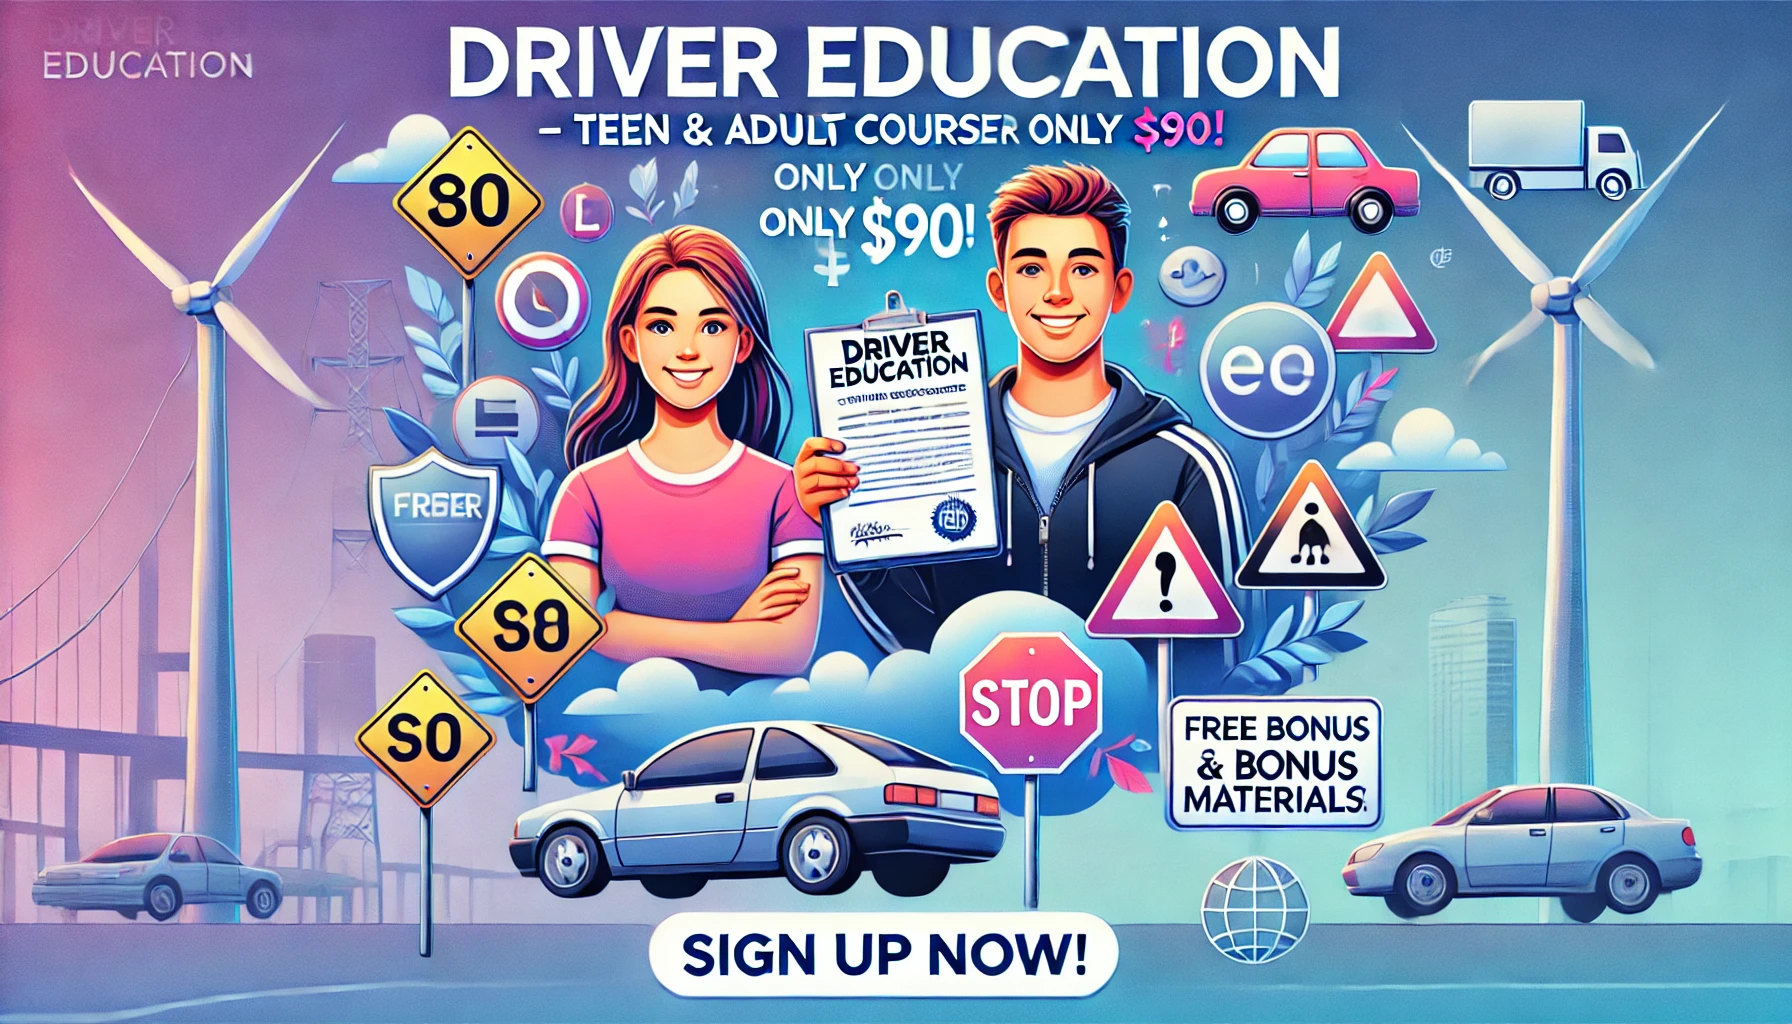 DRIVER
EDUCATION
DRIVER EDUCATION
– TEEN & ADULT COURSER ONLY $90!
ONLY ONLY
ONLY $90!
80
L
DRIVER
EDUCATION
eo
FRSER
S8
SO
STOP
FREE BONUS
& BONUS
MATERIALS
SIGN UP NOW!